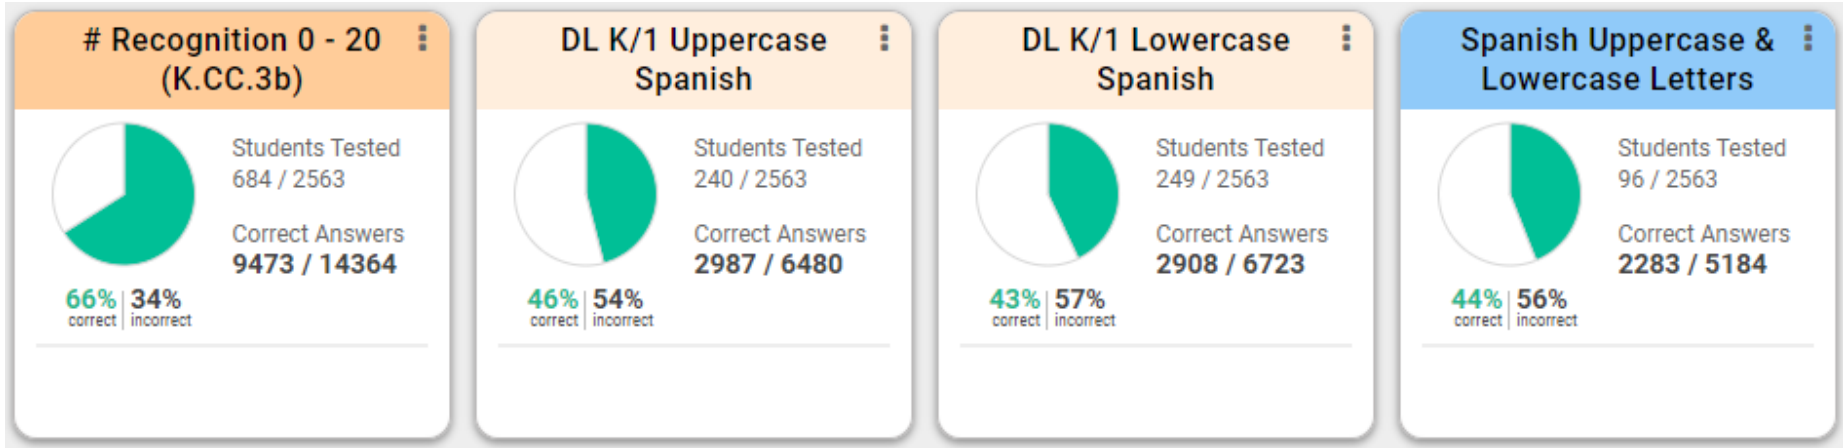 # Recognition 0 - 20
(K.CC.3b)
Students Tested
684 / 2563
Correct Answers
9473 / 14364
66% 34%
correct incorrect
DL K/1 Uppercase
Spanish
Students Tested
240 / 2563
Correct Answers
2987 / 6480
46% 54%
correct incorrect
DL K/1 Lowercase
Spanish
Students Tested
249 / 2563
Correct Answers
2908 / 6723
43% 57%
correct incorrect
Spanish Uppercase &
Lowercase Letters
Students Tested
96 / 2563
Correct Answers
2283 / 5184
44% 56%
correct incorrect